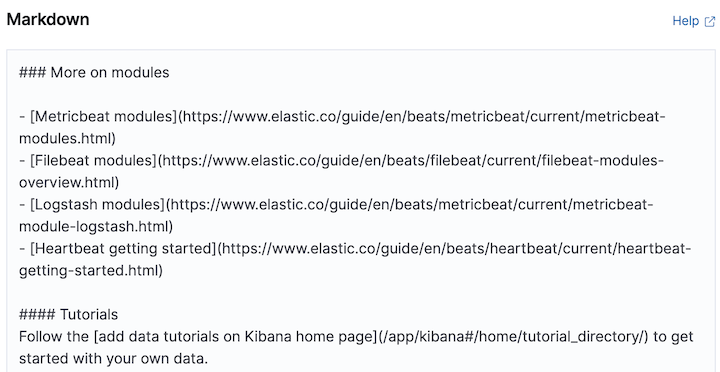 Markdown
Help
### More on modules
- [Metricbeat modules](https://www.elastic.co/guide/en/beats/metricbeat/current/metricbeat-
modules.html)
- [Filebeat modules](https://www.elastic.co/guide/en/beats/filebeat/current/filebeat-modules-
overview.html)
- [Logstash modules](https://www.elastic.co/guide/en/beats/metricbeat/current/metricbeat-
module-logstash.html)
- [Heartbeat getting started](https://www.elastic.co/guide/en/beats/heartbeat/current/heartbeat-
getting-started.html)
#### Tutorials
Follow the [add data tutorials on Kibana home page](/app/kibana#/home/tutorial_directory/) to get
started with your own data.